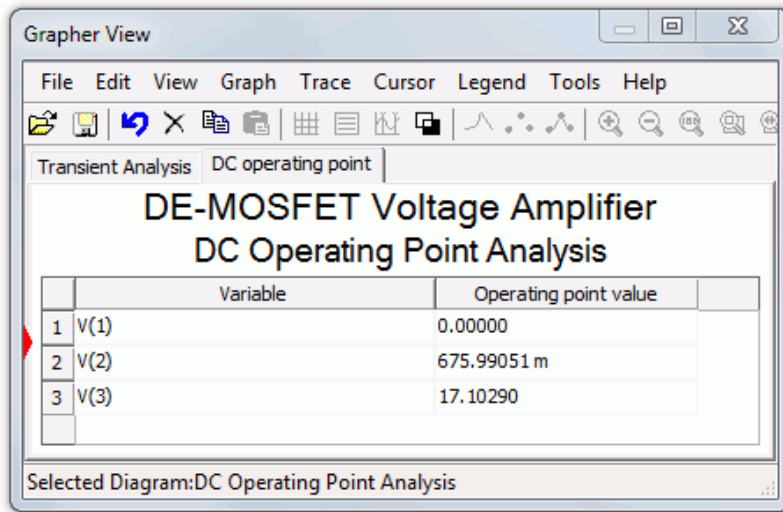 Grapher View
File Edit View Graph Trace Cursor Legend Tools Help
Transient Analysis DC operating point
DE-MOSFET Voltage Amplifier
DC Operating Point Analysis
Variable Operating point value
1 V(1) 0.00000
2 V(2) 675.99051 m
3 V(3) 17.10290
Selected Diagram:DC Operating Point Analysis